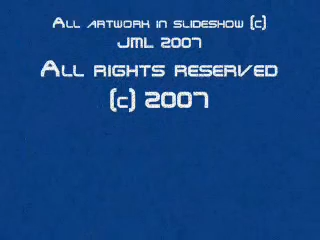 All artwork in slideshow (c)
JML 2007
All rights reserved
(c) 2007